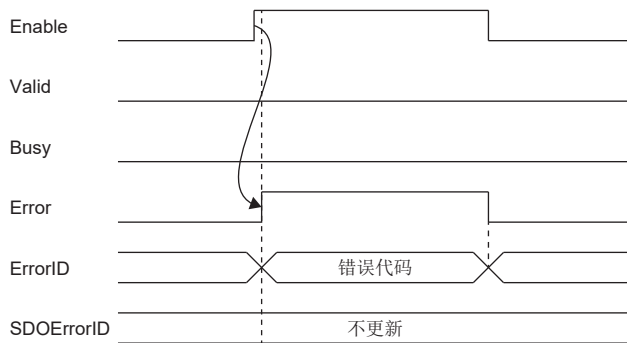 Enable
Valid
Busy
Error
ErrorID
错误代码
SDOErrorID
不更新